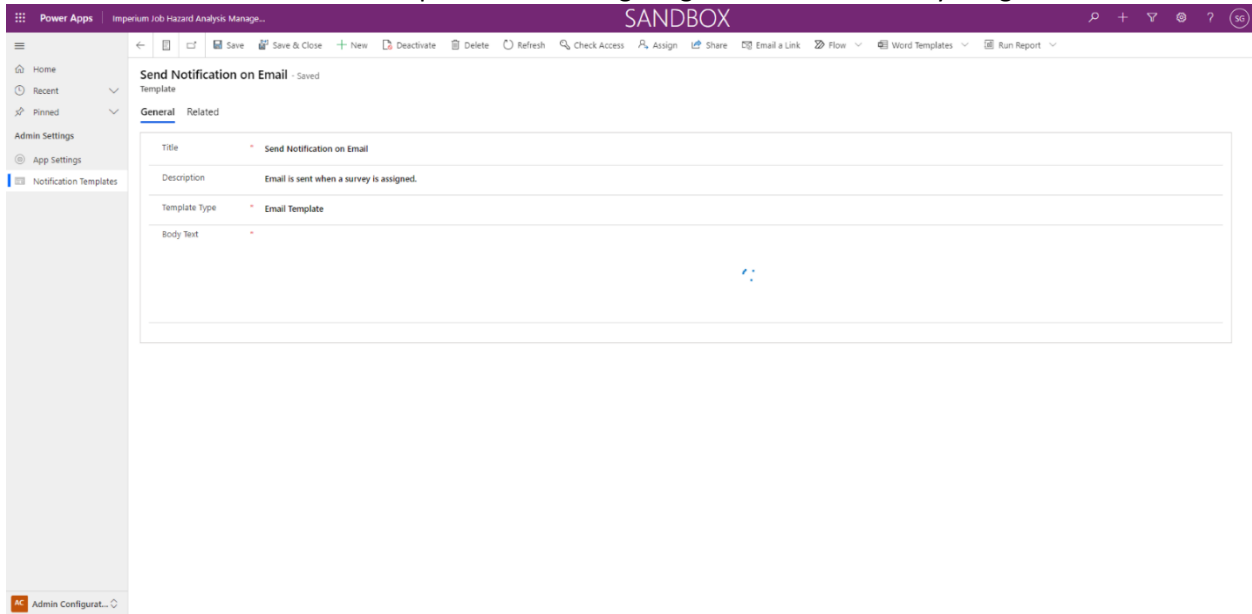 Power Apps Imperium Job Hazard Analysis Manage... SANDBOX ? SG
Save Save & Close New Deactivate Delete Refresh Check Access Assign Share Email a Link Flow Word Templates Run Report
Home
Recent
Pinned
Admin Settings
App Settings
Notification Templates
Send Notification on Email - Saved
Template
General Related
Title * Send Notification on Email
Description Email is sent when a survey is assigned.
Template Type * Email Template
Body Text *
AC Admin Configurat...